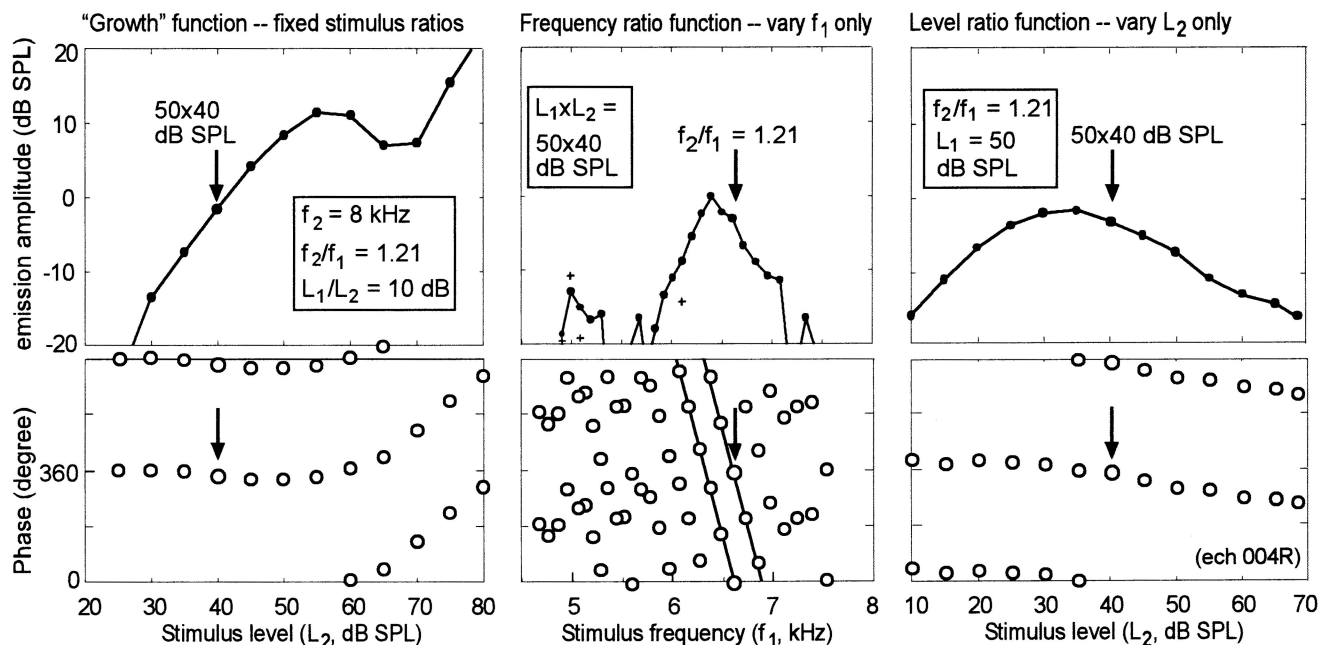 “Growth” function -- fixed stimulus ratios
Frequency ratio function -- vary f1 only
Level ratio function -- vary L2 only
emission amplitude (dB SPL)
20
10
0
-10
-20
50x40
dB SPL
f2 = 8 kHz
f2/f1 = 1.21
L1/L2 = 10 dB
L1xL2 =
50x40
dB SPL
f2/f1 = 1.21
f2/f1 = 1.21
L1 = 50
dB SPL
50x40 dB SPL
Phase (degree)
360
0
(ech 004R)
20 30 40 50 60 70 80
5 6 7 8
10 20 30 40 50 60 70
Stimulus level (L2, dB SPL)
Stimulus frequency (f1, kHz)
Stimulus level (L2, dB SPL)